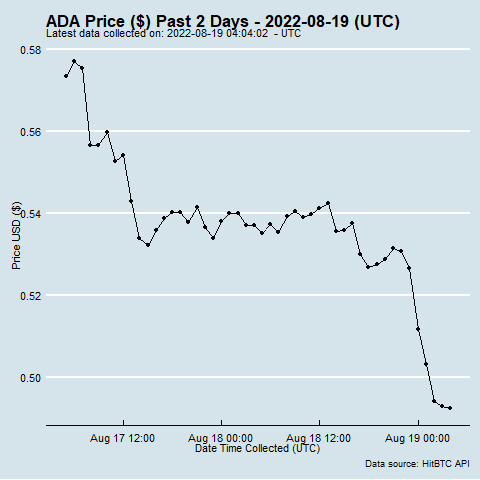 ADA Price ($) Past 2 Days - 2022-08-19 (UTC)
Latest data collected on: 2022-08-19 04:04:02  - UTC
0.58
0.56
0.54
0.52
0.50
Price USD ($)
Aug 17 12:00
Aug 18 00:00
Aug 18 12:00
Aug 19 00:00
Date Time Collected (UTC)
Data source: HitBTC API